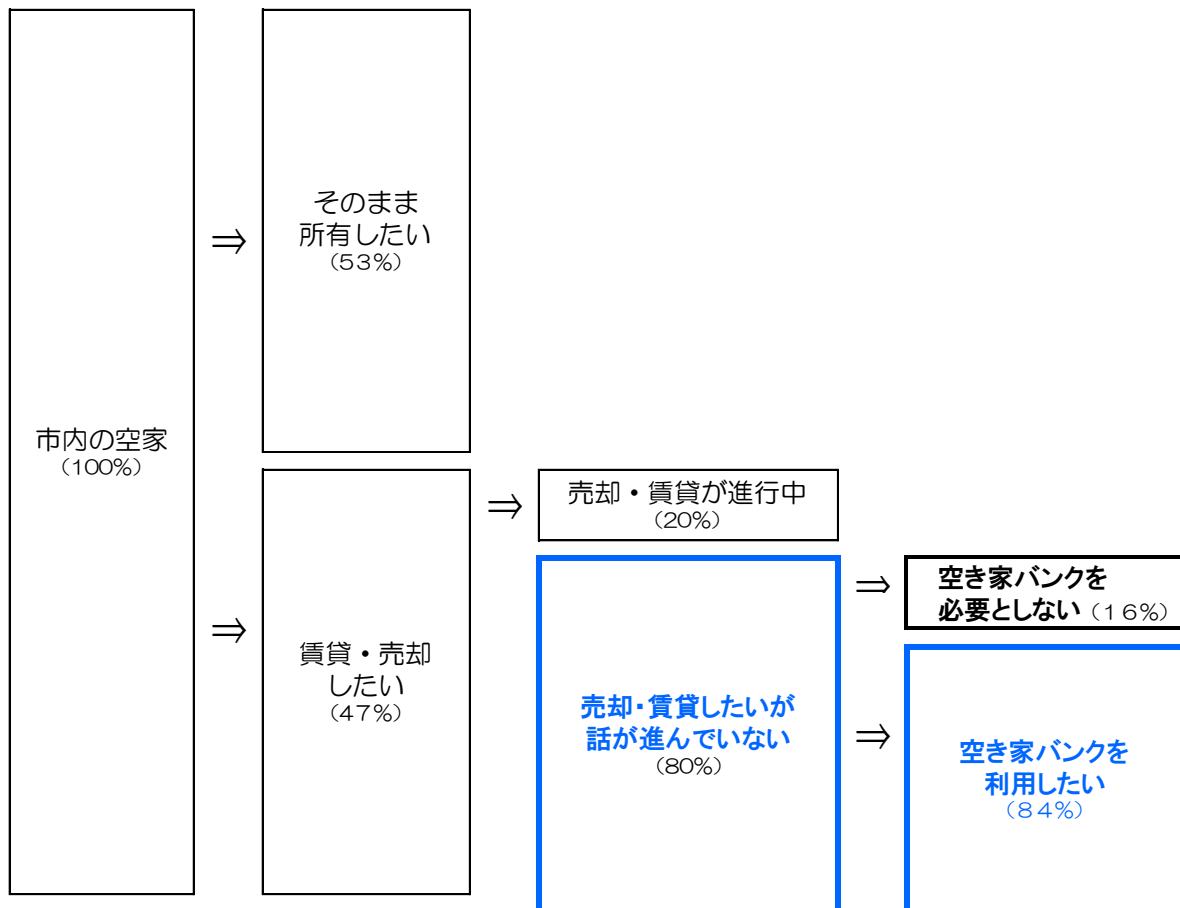 市内の空家
（100%）
⇒
そのまま
所有したい
（53%）
⇒
賃貸・売却
したい
（47%）
⇒
売却・賃貸が進行中
（20%）
売却・賃貸したいが
話が進んでいない
（80%）
⇒
空き家バンクを
必要としない（１６%）
⇒
空き家バンクを
利用したい
（８４%）